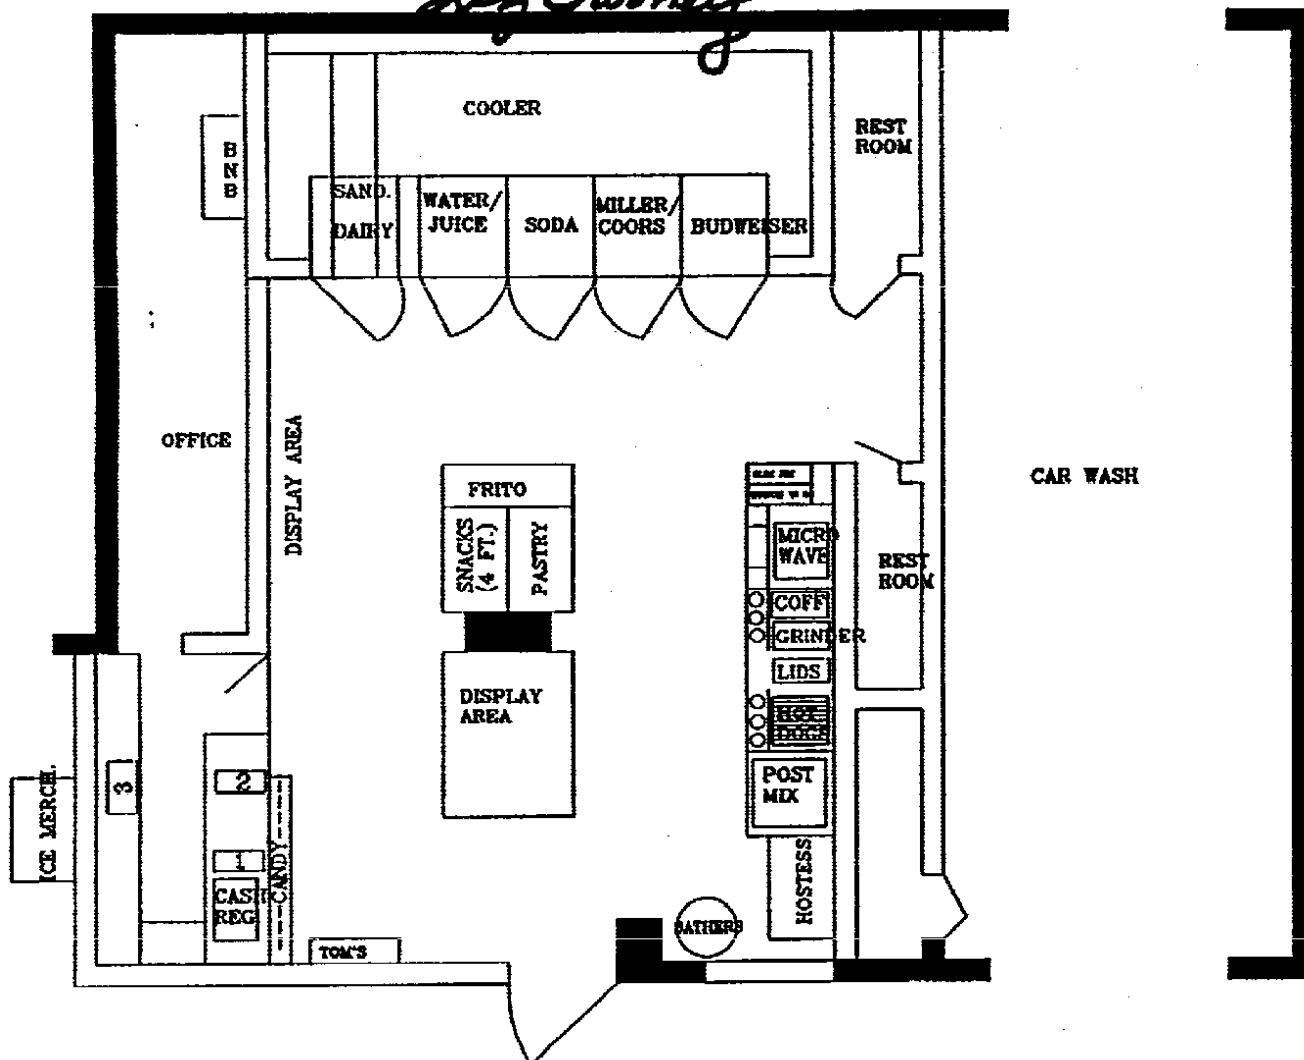 COOLER
REST
ROOM
B
N
B
SAND.
DAIRY
WATER/
JUICE
SODA
MILLER/
COORS
BUDWEISER
OFFICE
DISPLAY AREA
CAR WASH
FRITO
SNACKS
(4 FT.)
PASTRY
MICRO
WAVE
REST
ROOM
COFF
GRINDER
LIDS
HOT
DOGS
DISPLAY
AREA
POST
MIX
ICE MERCH.
3
2
1
CANDY
CASH
REG
HOSTESS
TOM'S